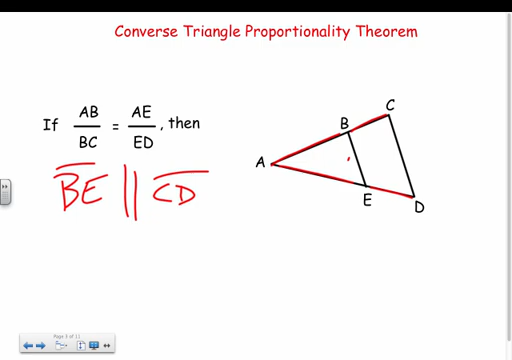 Converse Triangle Proportionality Theorem
If AB/BC = AE/ED, then
BE || CD
A
B
C
E
D
Page 3 of 11